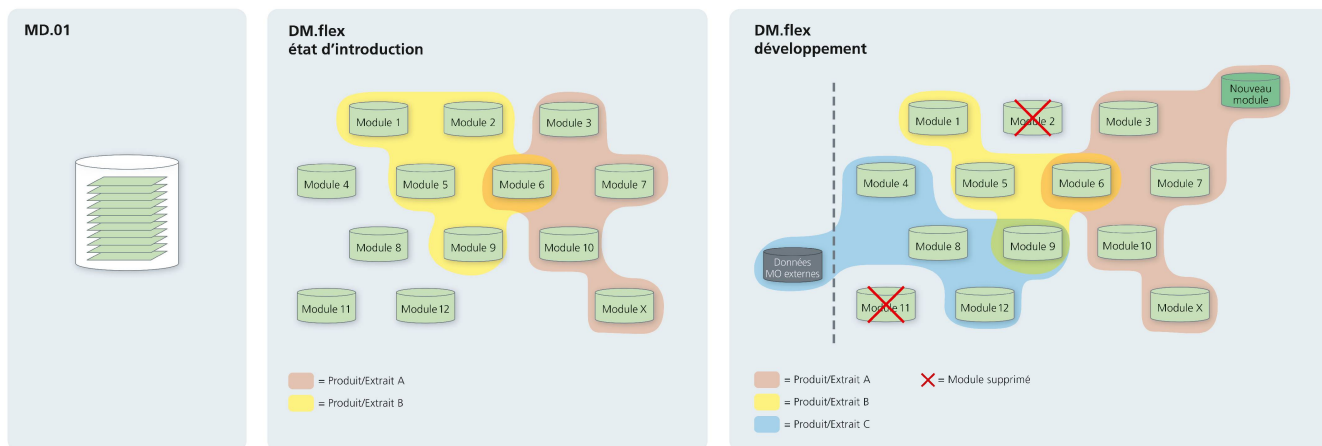 MD.01
DM.flex
état d’introduction
Module 1
Module 2
Module 3
Module 4
Module 5
Module 6
Module 7
Module 8
Module 9
Module 10
Module 11
Module 12
Module X
= Produit/Extrait A
= Produit/Extrait B
DM.flex
développement
Nouveau
module
Module 1
Module 2
Module 3
Module 4
Module 5
Module 6
Module 7
Données
MO externes
Module 8
Module 9
Module 10
Module 11
Module 12
Module X
= Produit/Extrait A
= Module supprimé
= Produit/Extrait B
= Produit/Extrait C